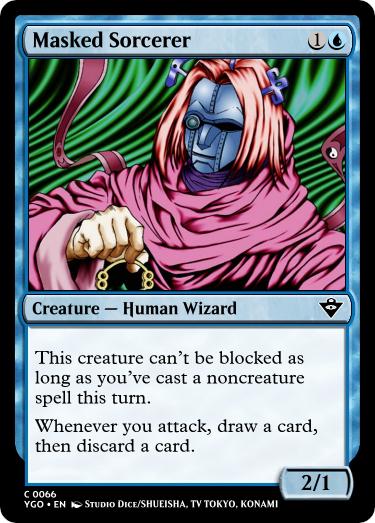 Masked Sorcerer 1
Creature — Human Wizard
This creature can't be blocked as
long as you've cast a noncreature
spell this turn.
Whenever you attack, draw a card,
then discard a card.
2/1
C 0066
YGO • EN Studio Dice/SHUEISHA, TV TOKYO, KONAMI